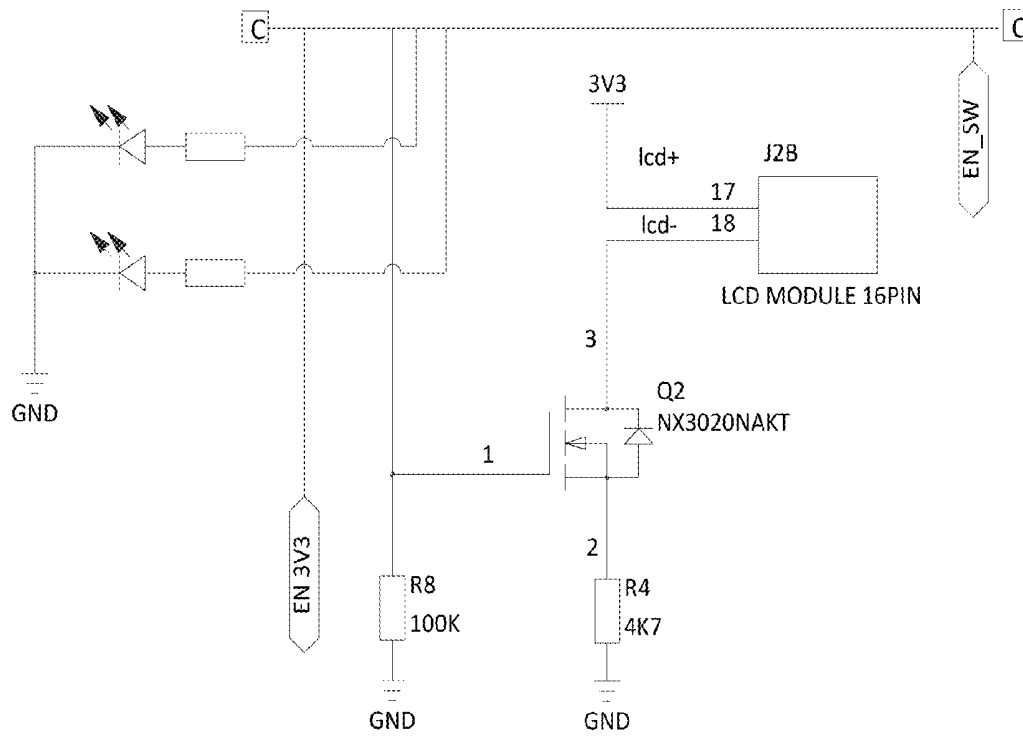 C
C
3V3
EN_SW
lcd+
J2B
17
lcd-
18
LCD MODULE 16PIN
GND
3
Q2
NX3020NAKT
1
EN 3V3
2
R8
100K
R4
4K7
GND
GND